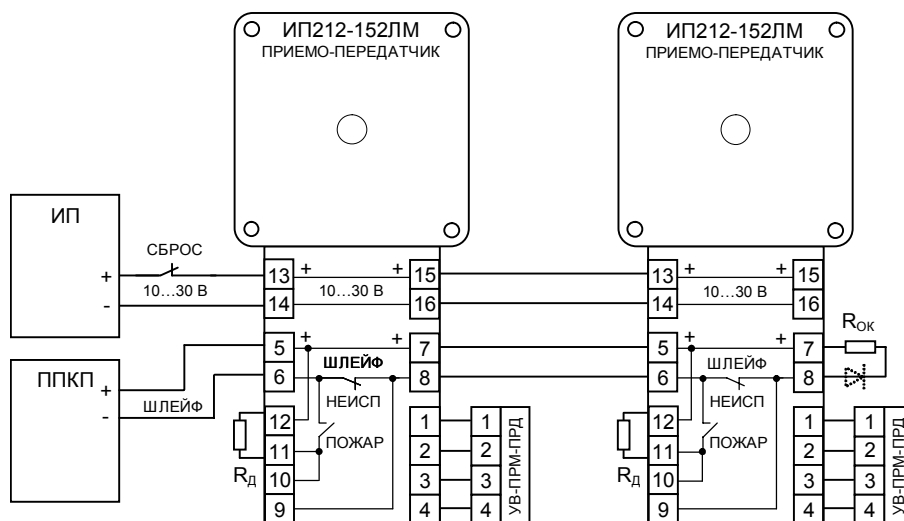 ИП212-152ЛМ
ПРИЕМО-ПЕРЕДАТЧИК
ИП212-152ЛМ
ПРИЕМО-ПЕРЕДАТЧИК
ИП
+
-
СБРОС
10...30 В
13 + 10...30 В + 15
14 16
13 + 10...30 В + 15
14 16
ППКП
+
-
ШЛЕЙФ
5 + + 7
6 ШЛЕЙФ 8
НЕИСП
12
11 ПОЖАР
10
9
RД
1 1
2 2
3 3
4 4
УВ-ПРМ-ПРД
5 + + 7
6 ШЛЕЙФ 8
НЕИСП
12
11 ПОЖАР
10
9
RД
RОК
1 1
2 2
3 3
4 4
УВ-ПРМ-ПРД